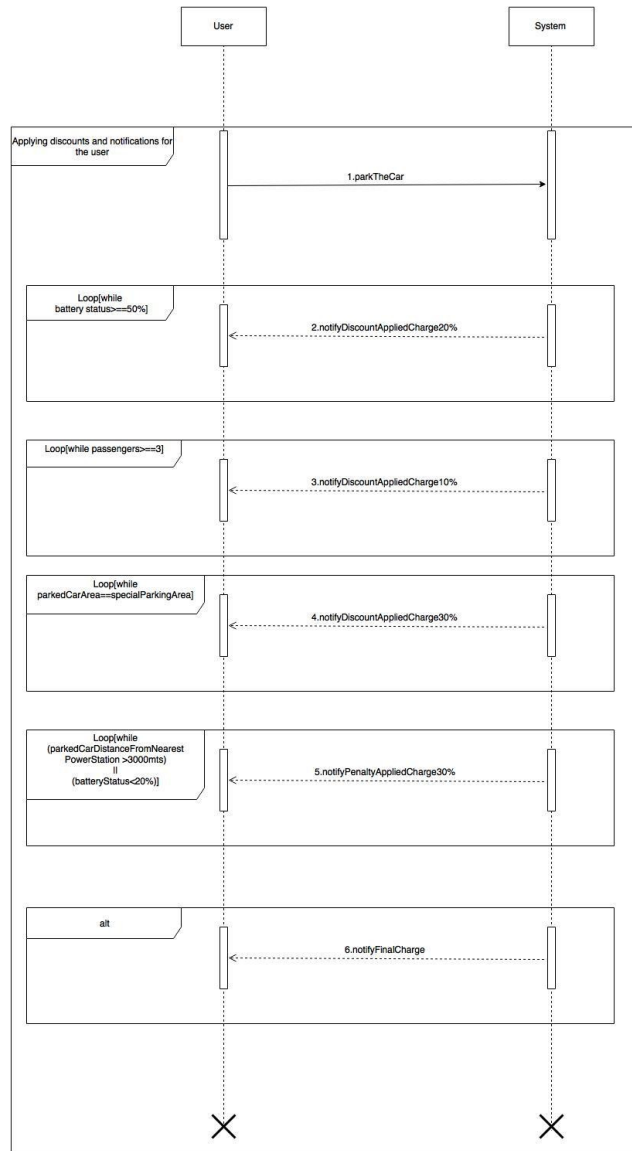 User
System
Applying discounts and notifications for
the user
1.parkTheCar
Loop[while
battery status>==50%]
2.notifyDiscountAppliedCharge20%
Loop[while passengers>==3]
3.notifyDiscountAppliedCharge10%
Loop[while
parkedCarArea==specialParkingArea]
4.notifyDiscountAppliedCharge30%
Loop[while
(parkedCarDistanceFromNearest
PowerStation >3000mts)
||
(batteryStatus<20%)]
5.notifyPenaltyAppliedCharge30%
alt
6.notifyFinalCharge